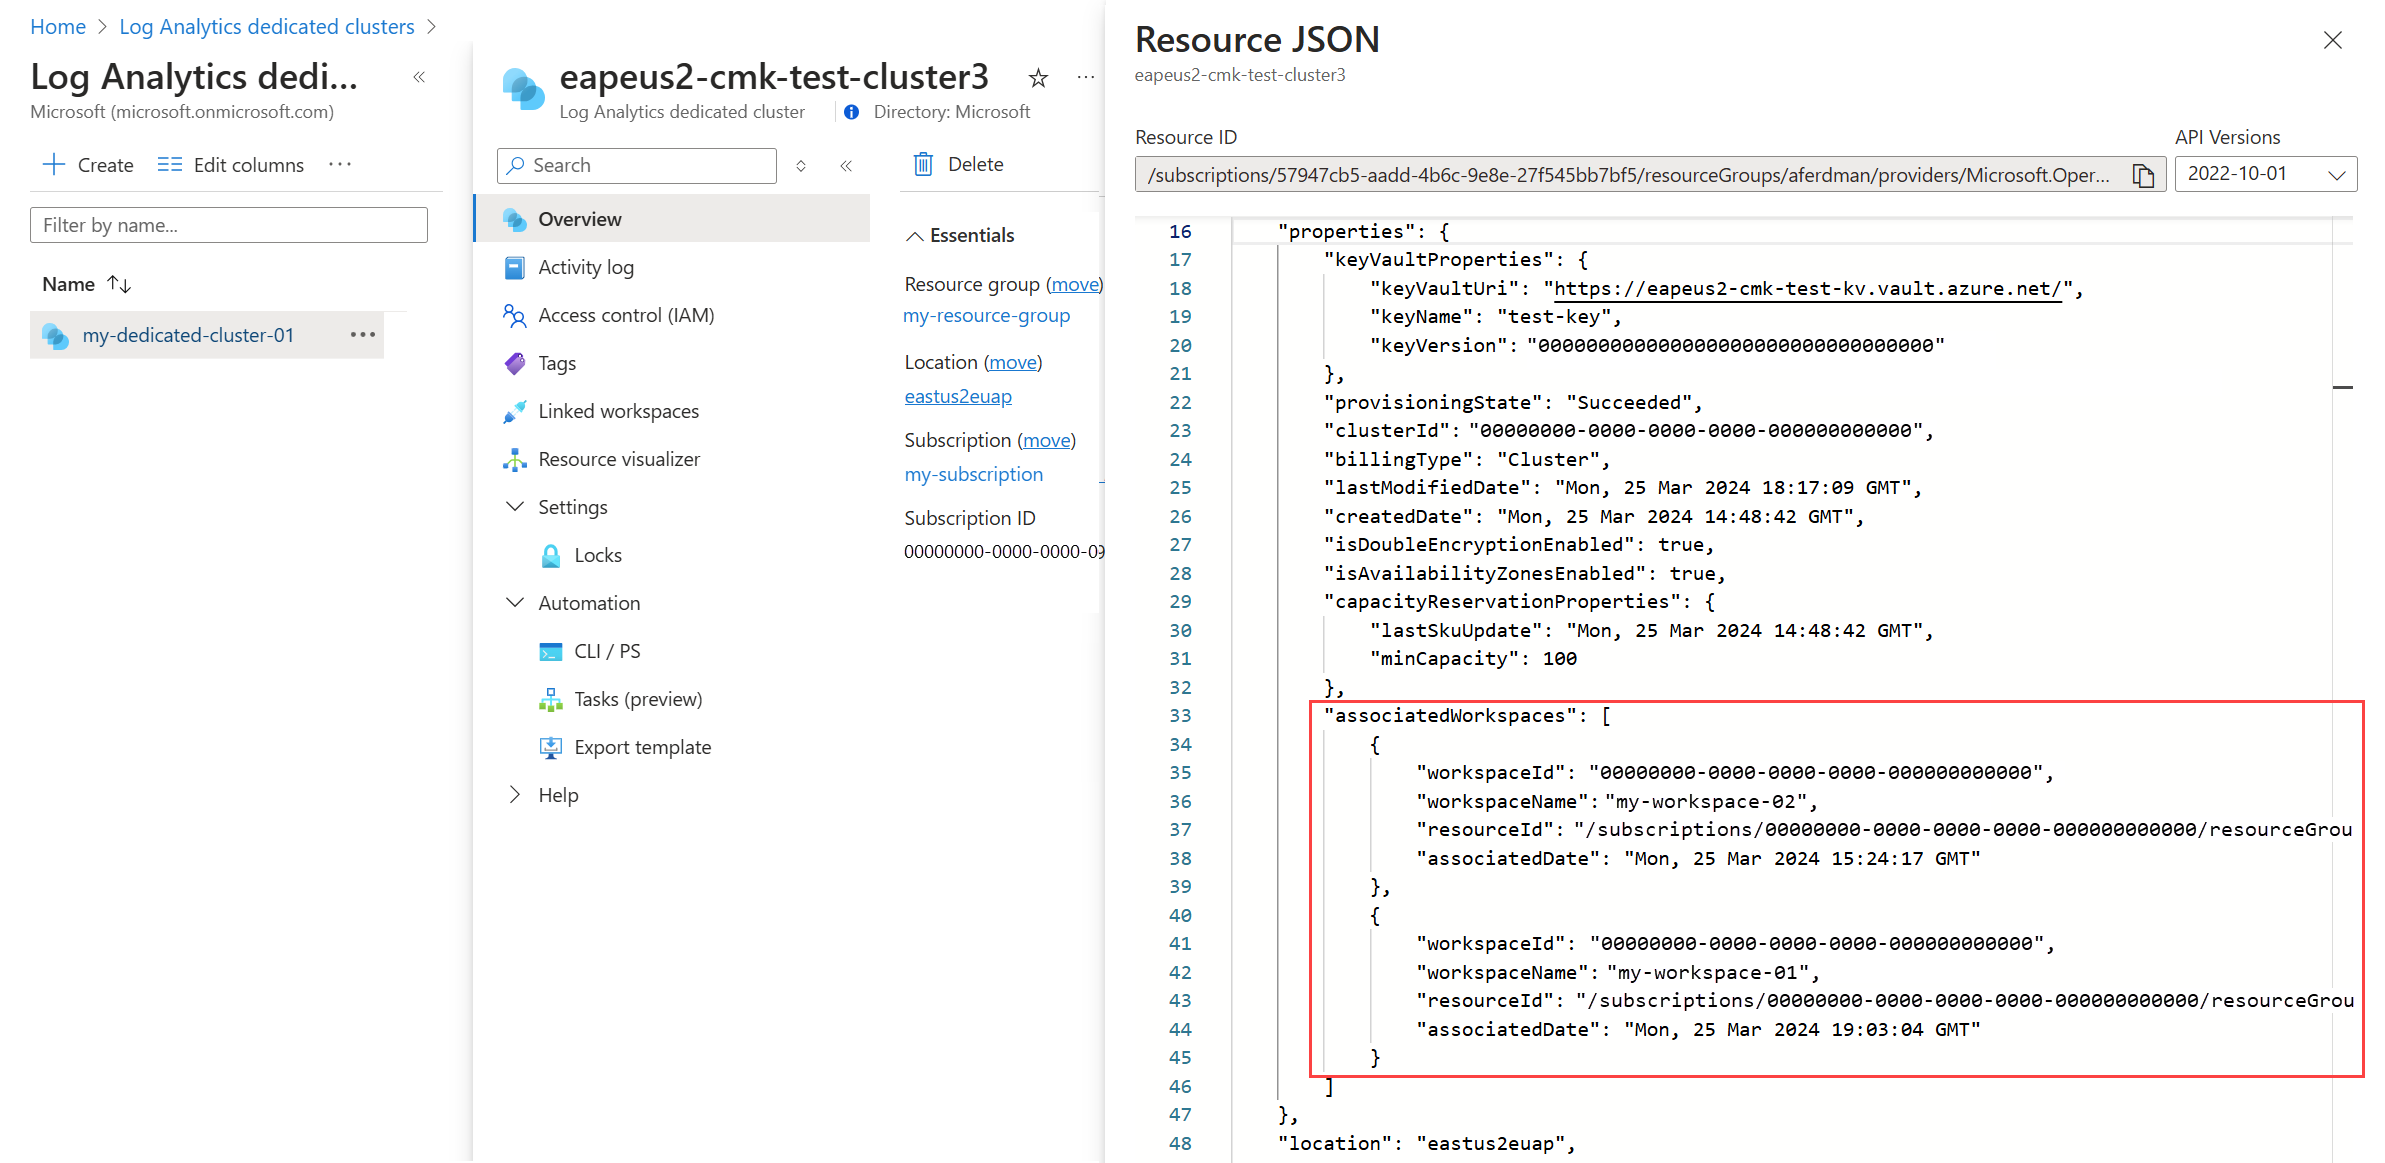 Home > Log Analytics dedicated clusters >
Log Analytics dedi... «
Microsoft (microsoft.onmicrosoft.com)
+ Create Edit columns ...
Filter by name...
Name ↑↓
my-dedicated-cluster-01 ...
eapeus2-cmk-test-cluster3 ...
Log Analytics dedicated cluster Directory: Microsoft
Search «
Overview
Activity log
Access control (IAM)
Tags
Linked workspaces
Resource visualizer
Settings
Locks
Automation
CLI / PS
Tasks (preview)
Export template
Help
Delete
Essentials
Resource group (move)
my-resource-group
Location (move)
eastus2euap
Subscription (move)
my-subscription
Subscription ID
00000000-0000-0000-0
Resource JSON
eapeus2-cmk-test-cluster3
Resource ID
/subscriptions/57947cb5-aadd-4b6c-9e8e-27f545bb7bf5/resourceGroups/aferdman/providers/Microsoft.Oper...
API Versions
2022-10-01
16 "properties": {
17 "keyVaultProperties": {
18 "keyVaultUri": "https://eapeus2-cmk-test-kv.vault.azure.net/",
19 "keyName": "test-key",
20 "keyVersion": "00000000000000000000000000000000"
21 },
22 "provisioningState": "Succeeded",
23 "clusterId": "00000000-0000-0000-0000-000000000000",
24 "billingType": "Cluster",
25 "lastModifiedDate": "Mon, 25 Mar 2024 18:17:09 GMT",
26 "createdDate": "Mon, 25 Mar 2024 14:48:42 GMT",
27 "isDoubleEncryptionEnabled": true,
28 "isAvailabilityZonesEnabled": true,
29 "capacityReservationProperties": {
30 "lastSkuUpdate": "Mon, 25 Mar 2024 14:48:42 GMT",
31 "minCapacity": 100
32 },
33 "associatedWorkspaces": [
34 {
35 "workspaceId": "00000000-0000-0000-0000-000000000000",
36 "workspaceName": "my-workspace-02",
37 "resourceId": "/subscriptions/00000000-0000-0000-0000-000000000000/resourceGrou
38 "associatedDate": "Mon, 25 Mar 2024 15:24:17 GMT"
39 },
40 {
41 "workspaceId": "00000000-0000-0000-0000-000000000000",
42 "workspaceName": "my-workspace-01",
43 "resourceId": "/subscriptions/00000000-0000-0000-0000-000000000000/resourceGrou
44 "associatedDate": "Mon, 25 Mar 2024 19:03:04 GMT"
45 }
46 ]
47 },
48 "location": "eastus2euap",